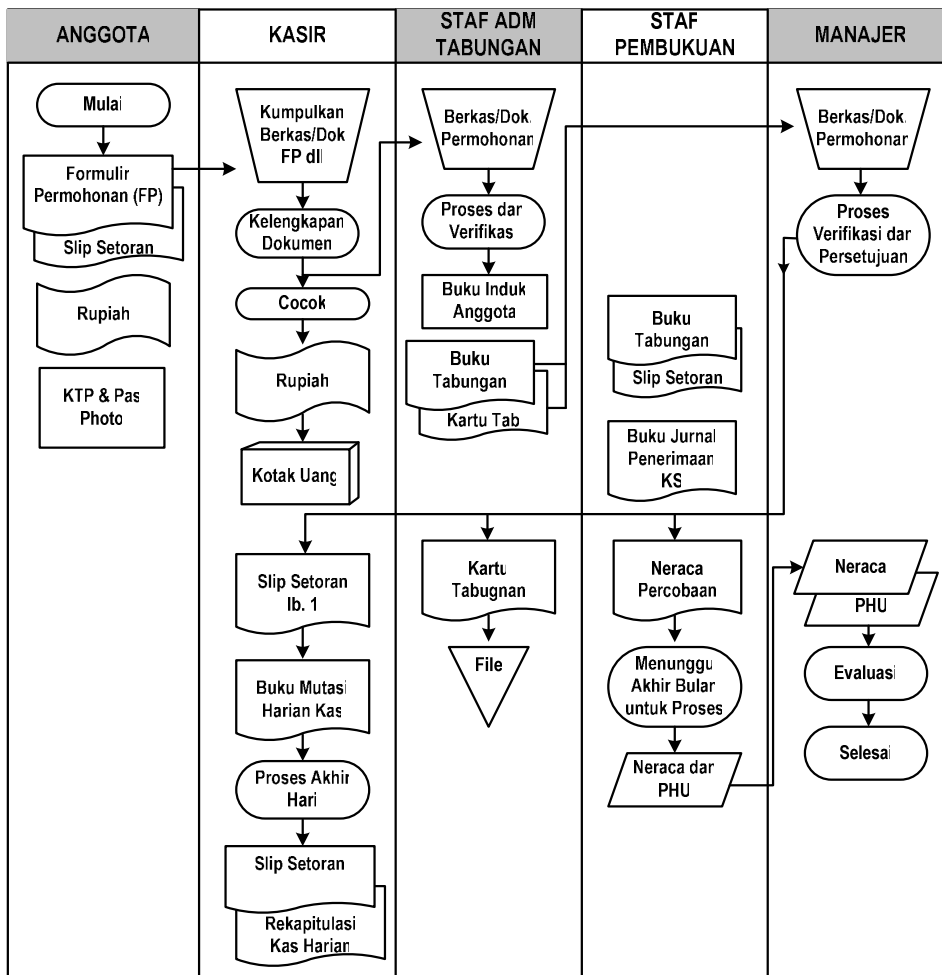 ANGGOTA
KASIR
STAF ADM
TABUNGAN
STAF
PEMBUKUAN
MANAJER
Mulai
Formulir
Permohonan (FP)
Slip Setoran
Rupiah
KTP & Pas
Photo
Kumpulkan
Berkas/Dok
FP dll
Kelengkapan
Dokumen
Cocok
Rupiah
Kotak Uang
Slip Setoran
lb. 1
Buku Mutasi
Harian Kas
Proses Akhir
Hari
Slip Setoran
Rekapitulasi
Kas Harian
Berkas/Dok.
Permohonan
Proses dan
Verifikas
Buku Induk
Anggota
Buku
Tabungan
Kartu Tab
Kartu
Tabugnan
File
Buku
Tabungan
Slip Setoran
Buku Jurnal
Penerimaan
KS
Neraca
Percobaan
Menunggu
Akhir Bulan
untuk Proses
Neraca dan
PHU
Berkas/Dok.
Permohonan
Proses
Verifikasi dan
Persetujuan
Neraca
PHU
Evaluasi
Selesai